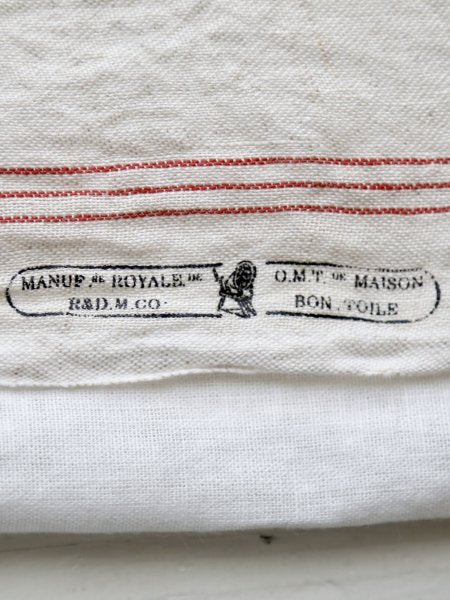 MANUF. RE ROYALE. DE
R&D.M.CO.
O.M.T. DE MAISON
BON. TOILE